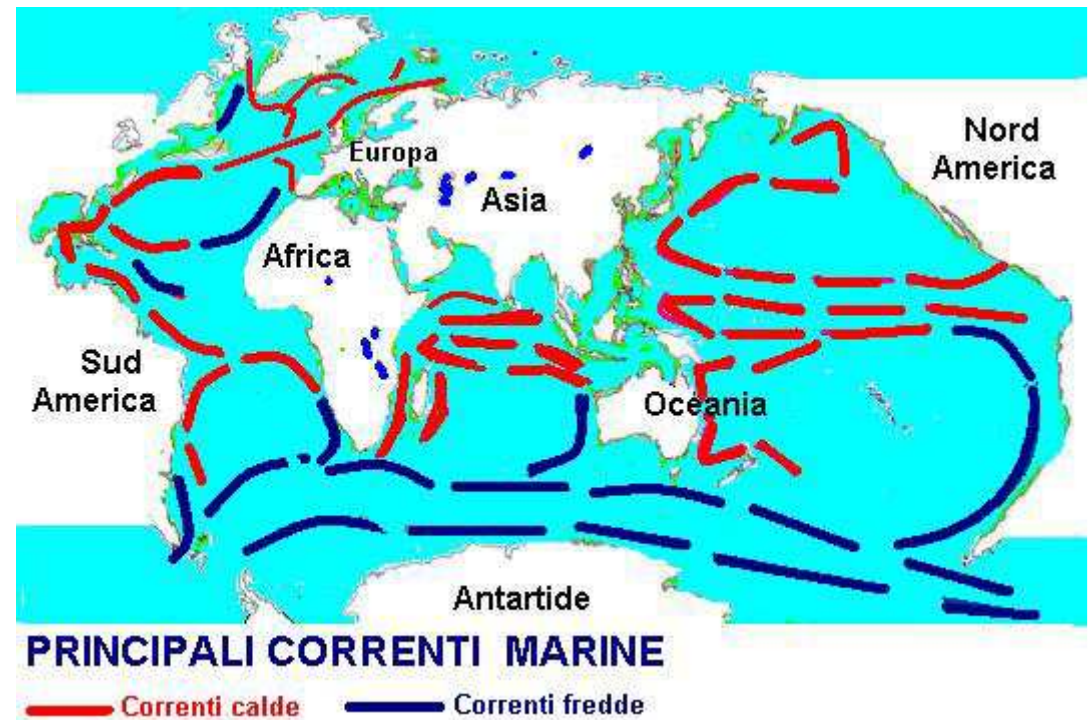 Nord
America
Europa
Asia
Africa
Sud
America
Oceania
Antartide
PRINCIPALI CORRENTI MARINE
Correnti calde
Correnti fredde